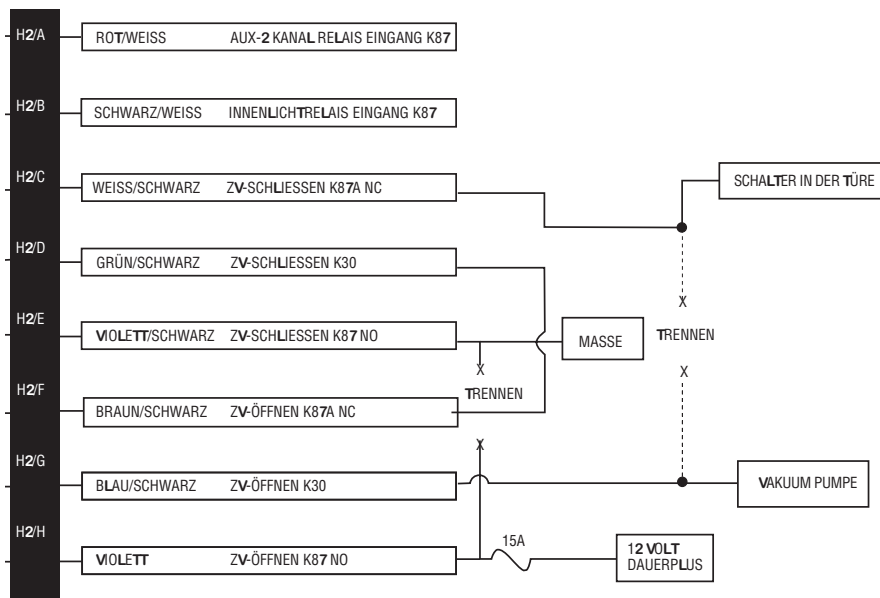 H2/A
ROT/WEISS AUX-2 KANAL RELAIS EINGANG K87
H2/B
SCHWARZ/WEISS INNENLICHTRELAIS EINGANG K87
H2/C
WEISS/SCHWARZ ZV-SCHLIESSEN K87A NC
SCHALTER IN DER TÜRE
H2/D
GRÜN/SCHWARZ ZV-SCHLIESSEN K30
H2/E
VIOLETT/SCHWARZ ZV-SCHLIESSEN K87 NO
MASSE
X
TRENNEN
X
X
TRENNEN
X
H2/F
BRAUN/SCHWARZ ZV-ÖFFNEN K87A NC
H2/G
BLAU/SCHWARZ ZV-ÖFFNEN K30
VAKUUM PUMPE
H2/H
VIOLETT ZV-ÖFFNEN K87 NO
15A
12 VOLT
DAUERPLUS